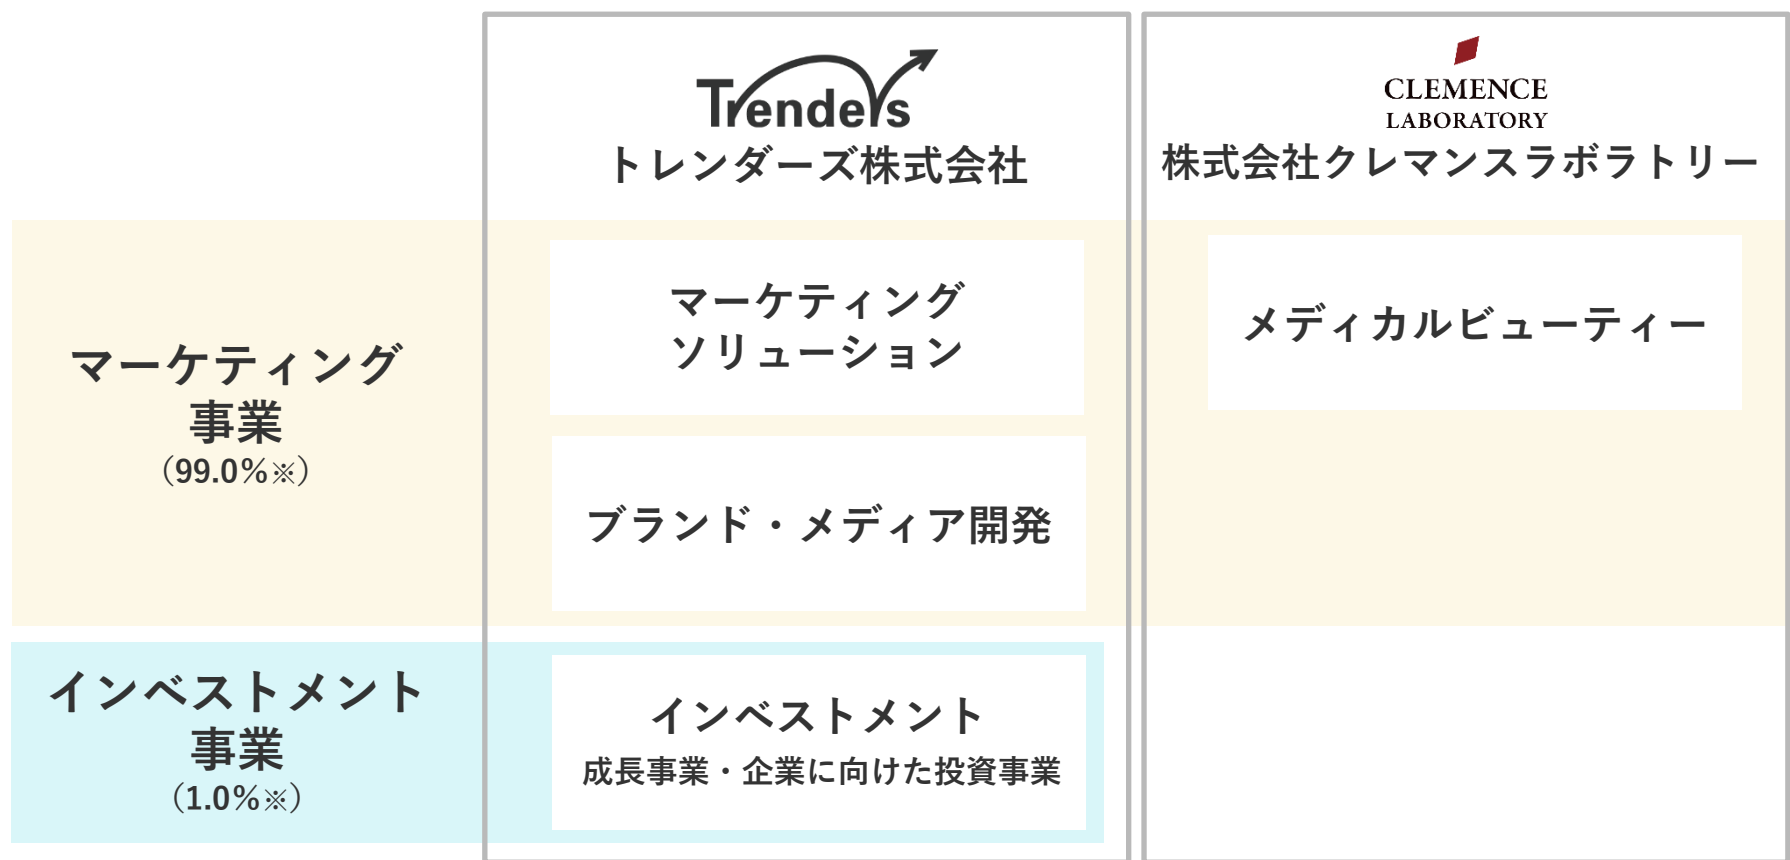 Trenders
トレンダーズ株式会社
CLEMENCE
LABORATORY
株式会社クレマンスラボラトリー
マーケティング
事業
（99.0%※）
マーケティング
ソリューション
メディカルビューティー
ブランド・メディア開発
インベストメント
事業
（1.0%※）
インベストメント
成長事業・企業に向けた投資事業